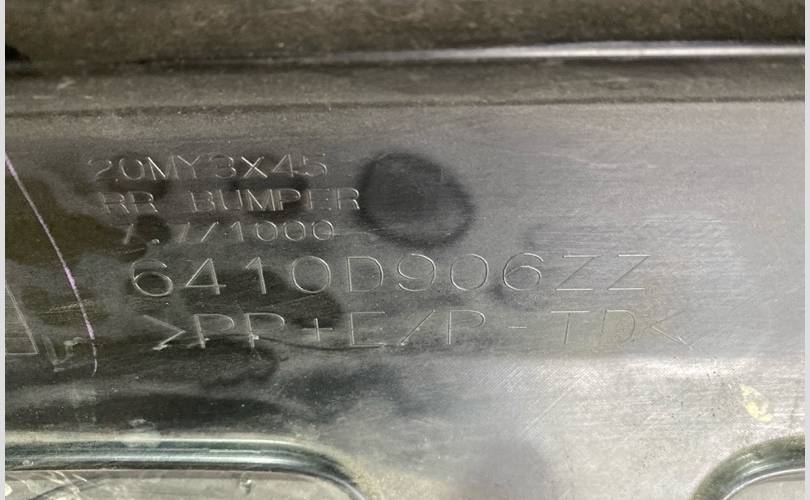 20MY3X45
RR BUMPER
7.7/1000
6410D906ZZ
>PP+E/P-TD<